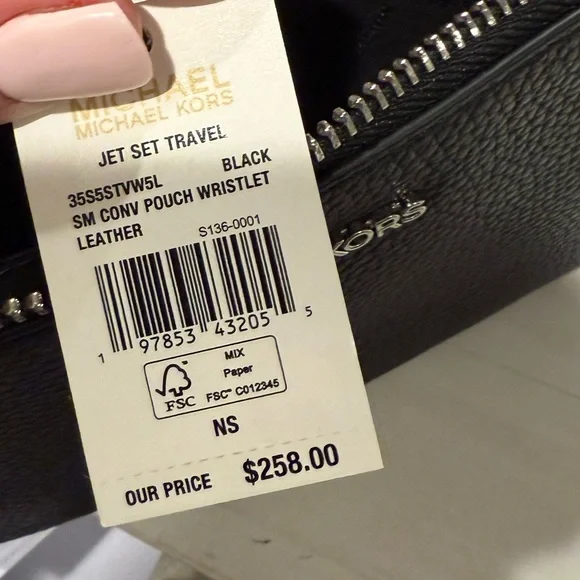 MICHAEL
MICHAEL KORS
JET SET TRAVEL
35S5STVW5L BLACK
SM CONV POUCH WRISTLET
LEATHER
S136-0001
1 97853 43205 5
FSC
MIX
Paper
FSC™ C012345
NS
OUR PRICE $258.00
KORS